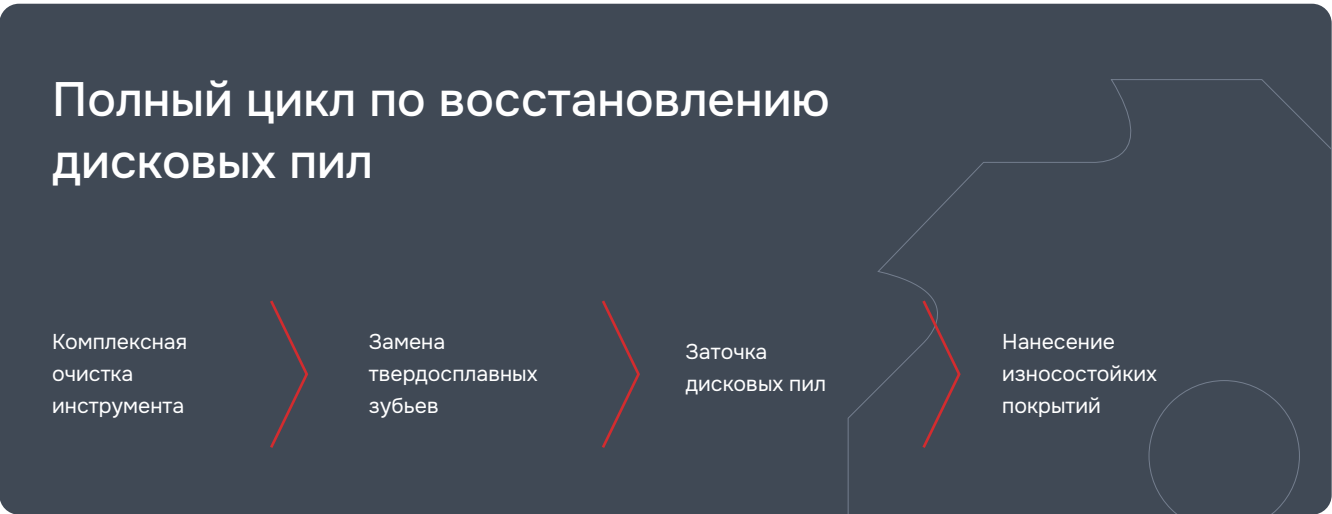 Полный цикл по восстановлению
дисковых пил
Комплексная
очистка
инструмента
Замена
твердосплавных
зубьев
Заточка
дисковых пил
Нанесение
износостойких
покрытий